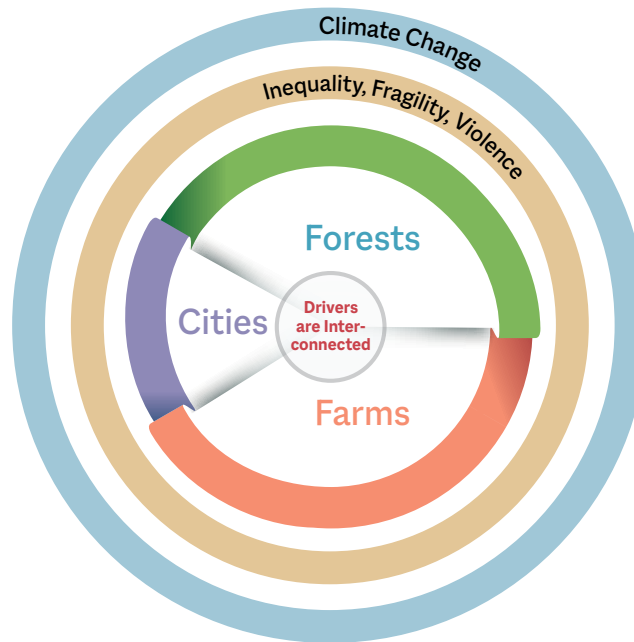 Climate Change
Inequality, Fragility, Violence
Forests
Cities
Drivers
are Inter-
connected
Farms